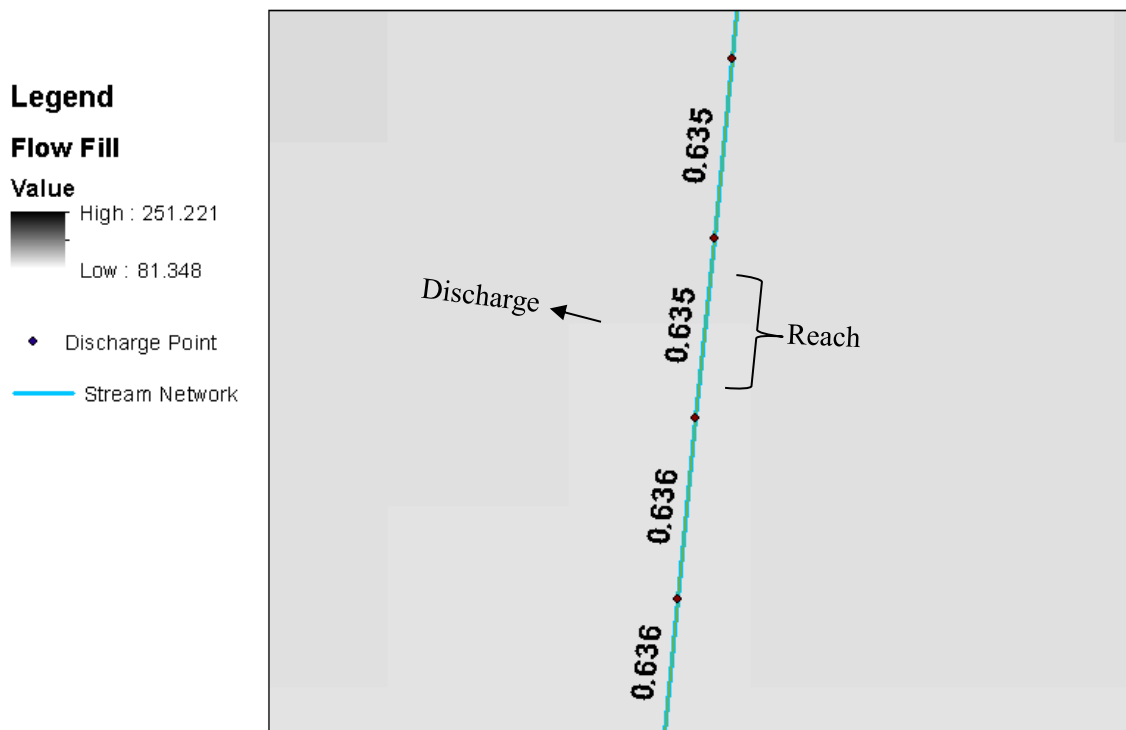 Legend
Flow Fill
Value
High : 251.221
Low : 81.348
Discharge Point
Stream Network
0.635
Discharge
0.635
Reach
0.636
0.636